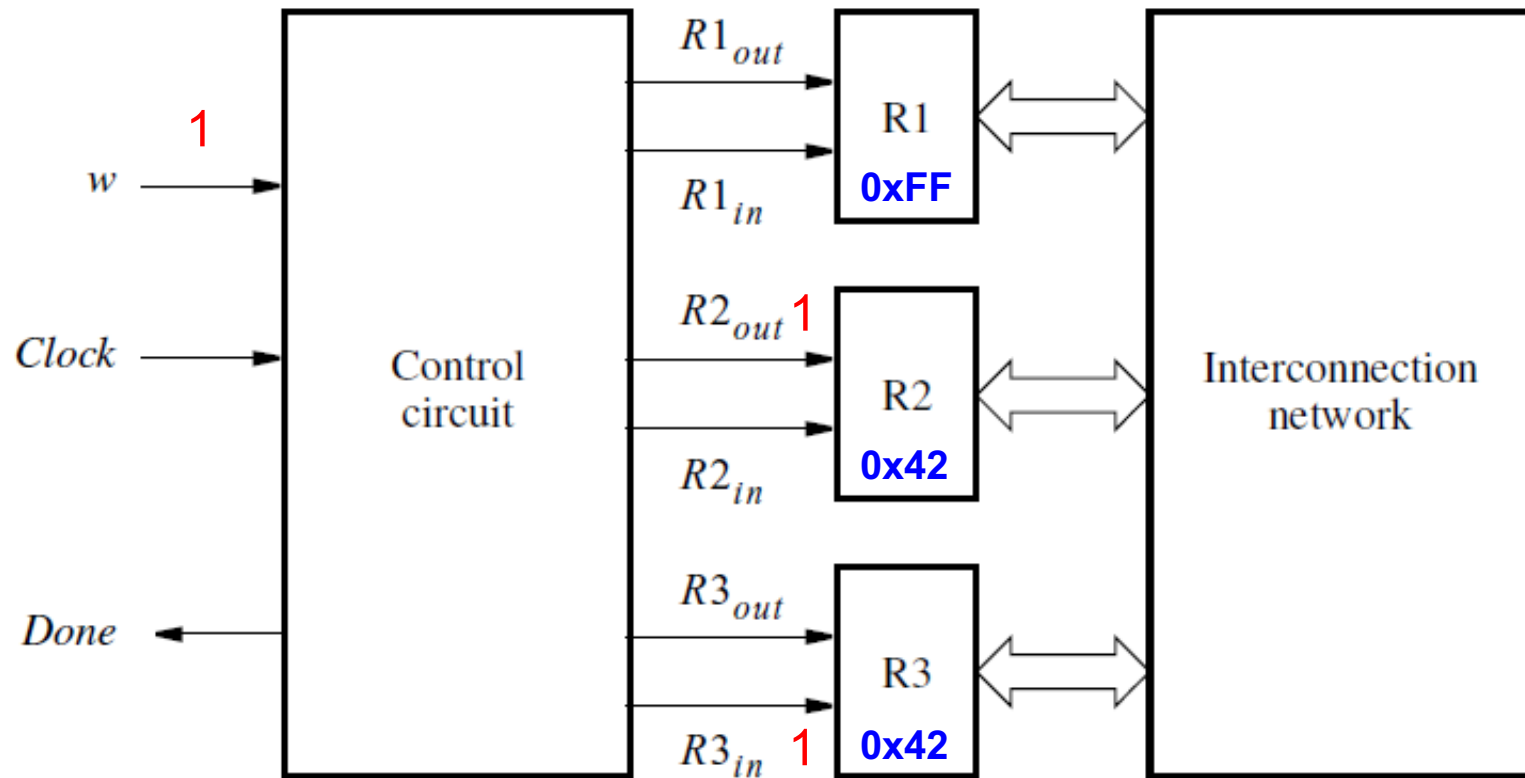 1
w
Clock
Done
Control
circuit
R1out
R1in
R2out 1
R2in
R3out
R3in 1
R1
0xFF
R2
0x42
R3
0x42
Interconnection
network